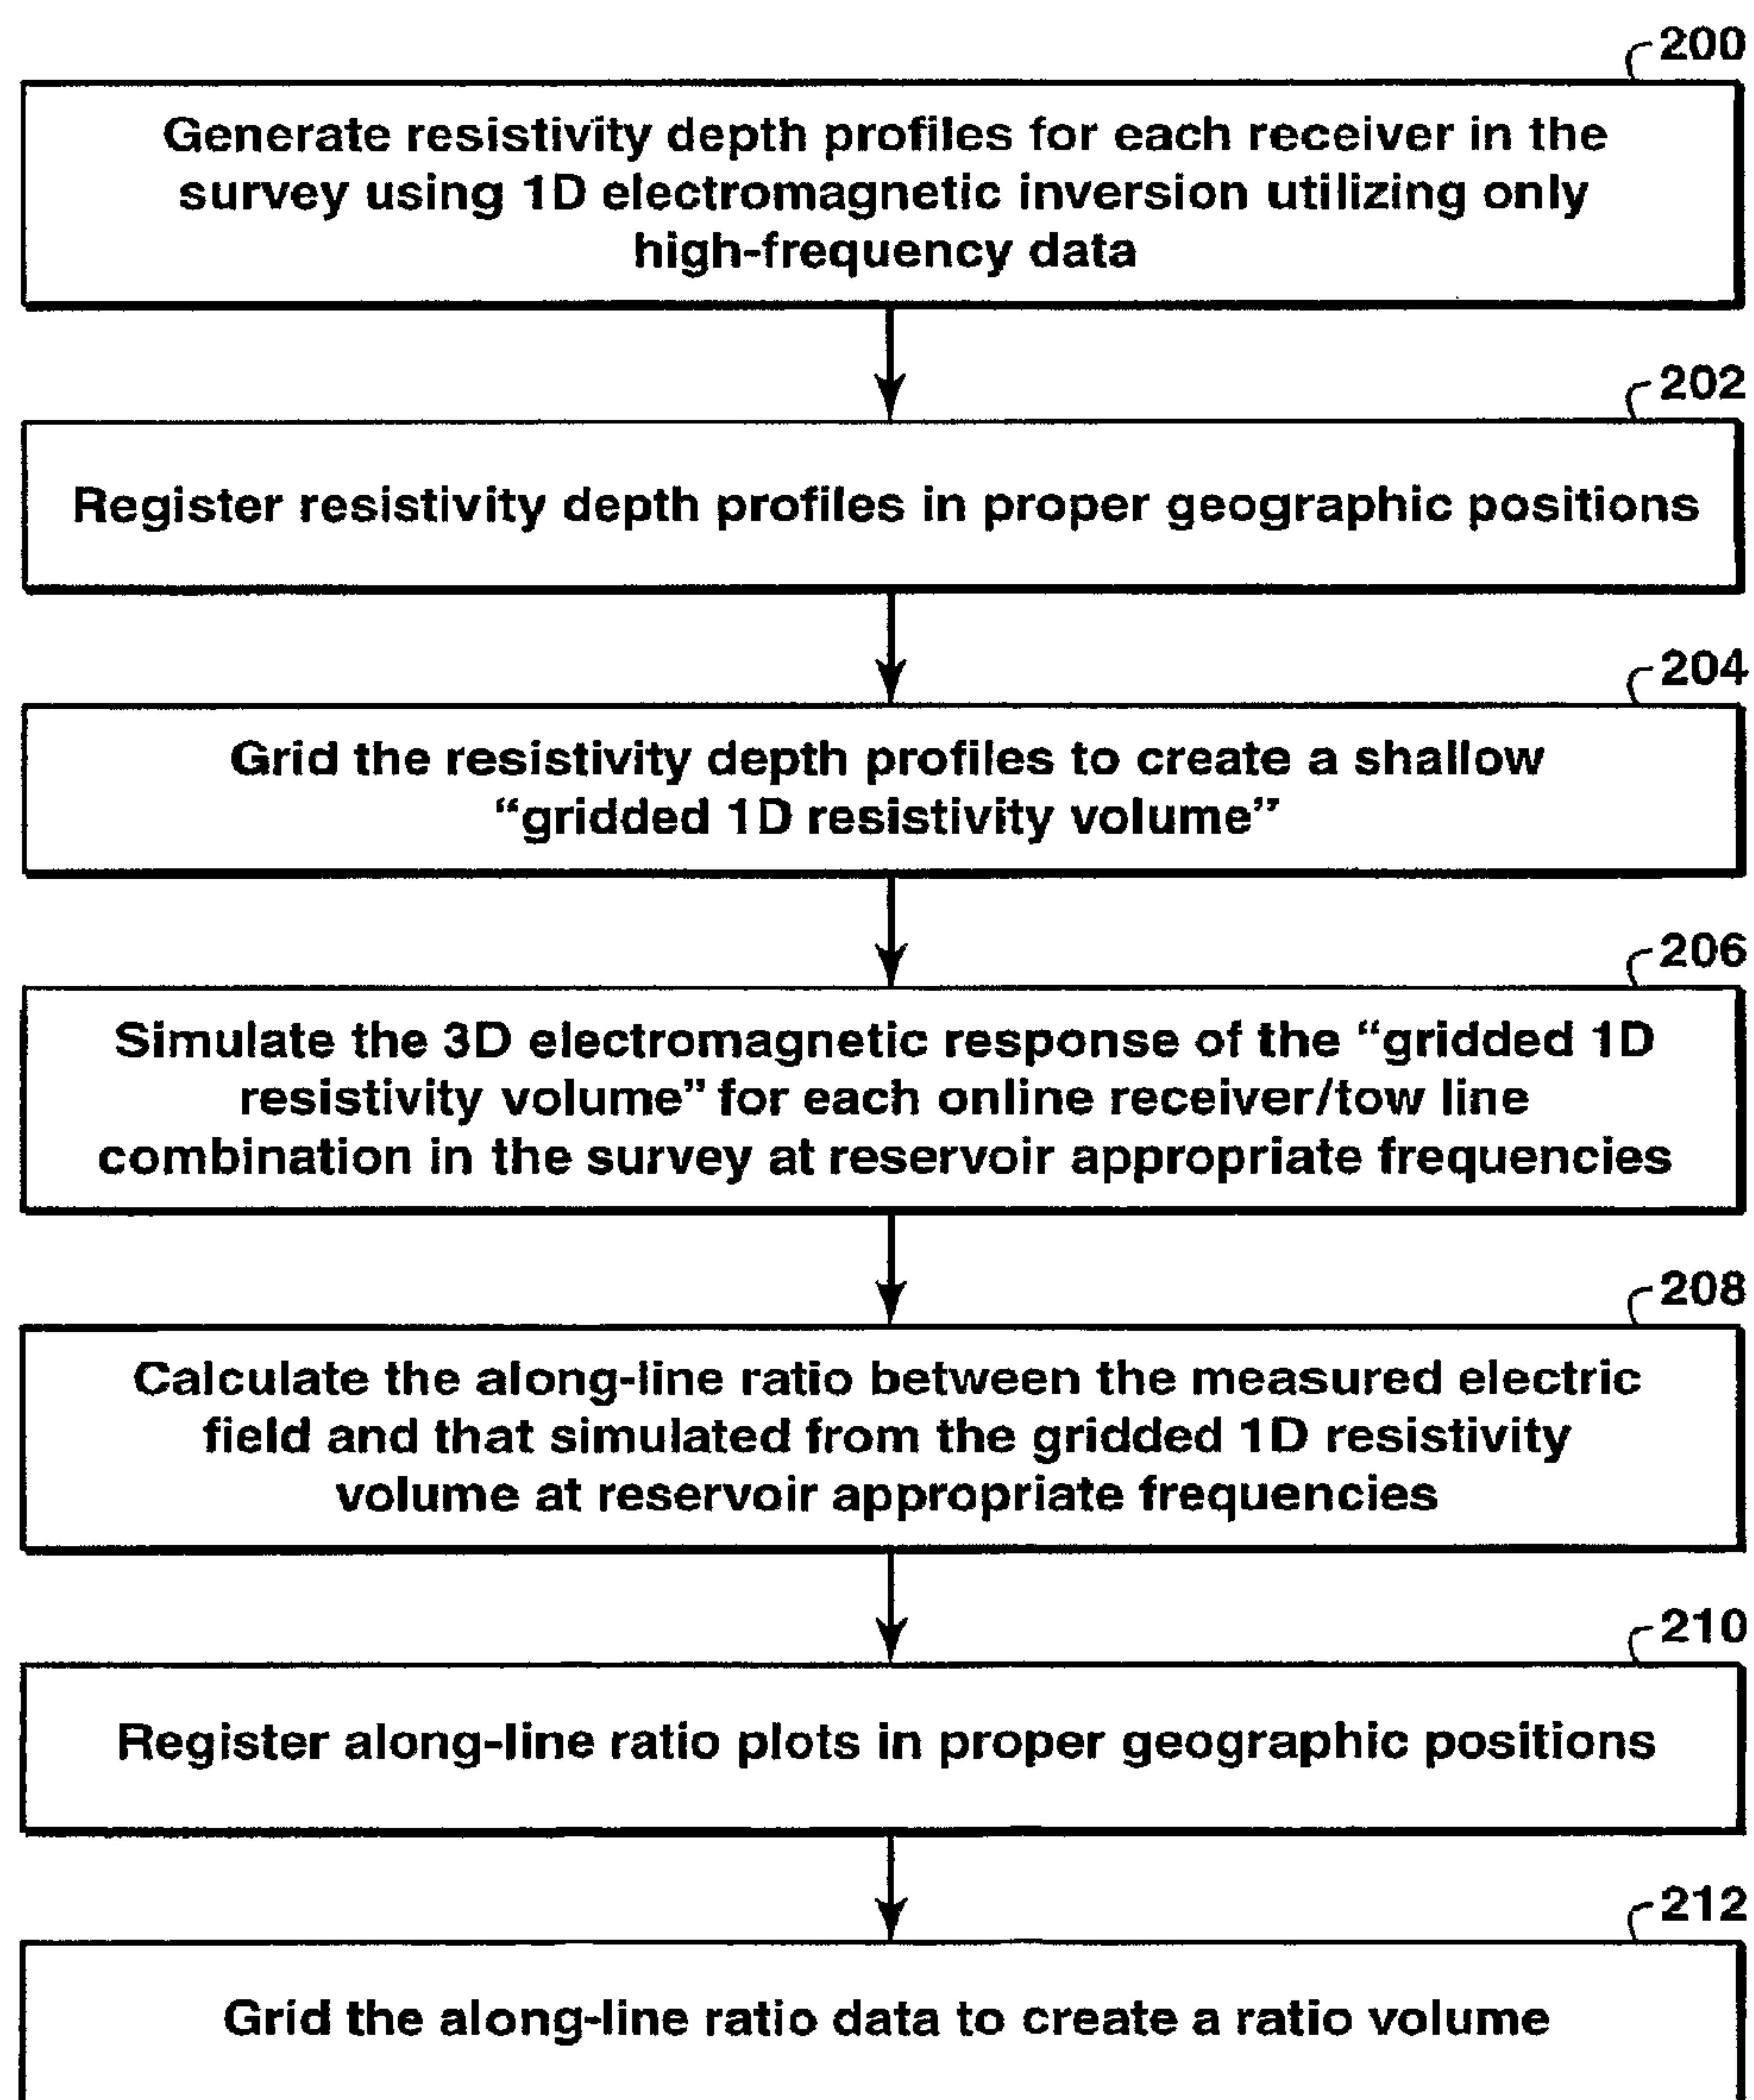 200
Generate resistivity depth profiles for each receiver in the
survey using 1D electromagnetic inversion utilizing only
high-frequency data
202
Register resistivity depth profiles in proper geographic positions
204
Grid the resistivity depth profiles to create a shallow
“gridded 1D resistivity volume”
206
Simulate the 3D electromagnetic response of the “gridded 1D
resistivity volume” for each online receiver/tow line
combination in the survey at reservoir appropriate frequencies
208
Calculate the along-line ratio between the measured electric
field and that simulated from the gridded 1D resistivity
volume at reservoir appropriate frequencies
210
Register along-line ratio plots in proper geographic positions
212
Grid the along-line ratio data to create a ratio volume